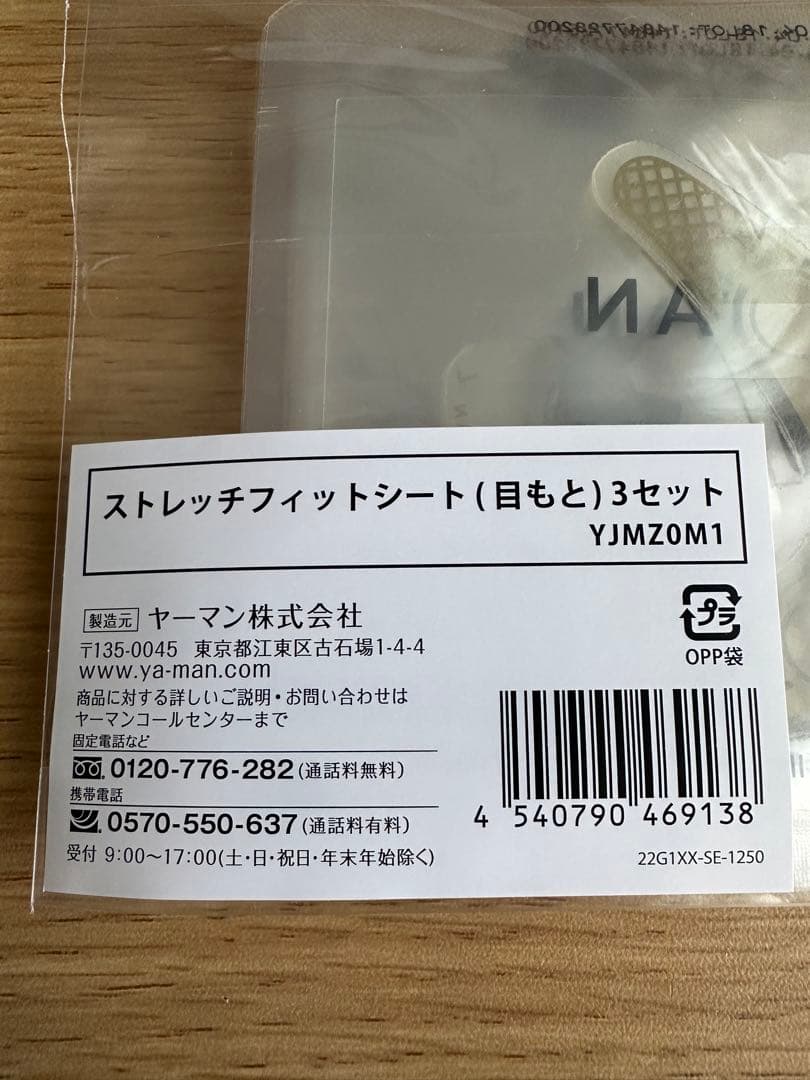 ストレッチフィットシート(目もと)3セット
YJMZ0M1
製造元 ヤーマン株式会社
〒135-0045 東京都江東区古石場1-4-4
www.ya-man.com
商品に対する詳しいご説明・お問い合わせは
ヤーマンコールセンターまで
固定電話など
0120-776-282(通話料無料)
携帯電話
0570-550-637(通話料有料)
受付 9:00〜17:00(土・日・祝日・年末年始除く)
プラ
OPP袋
4 540790 469138
22G1XX-SE-1250